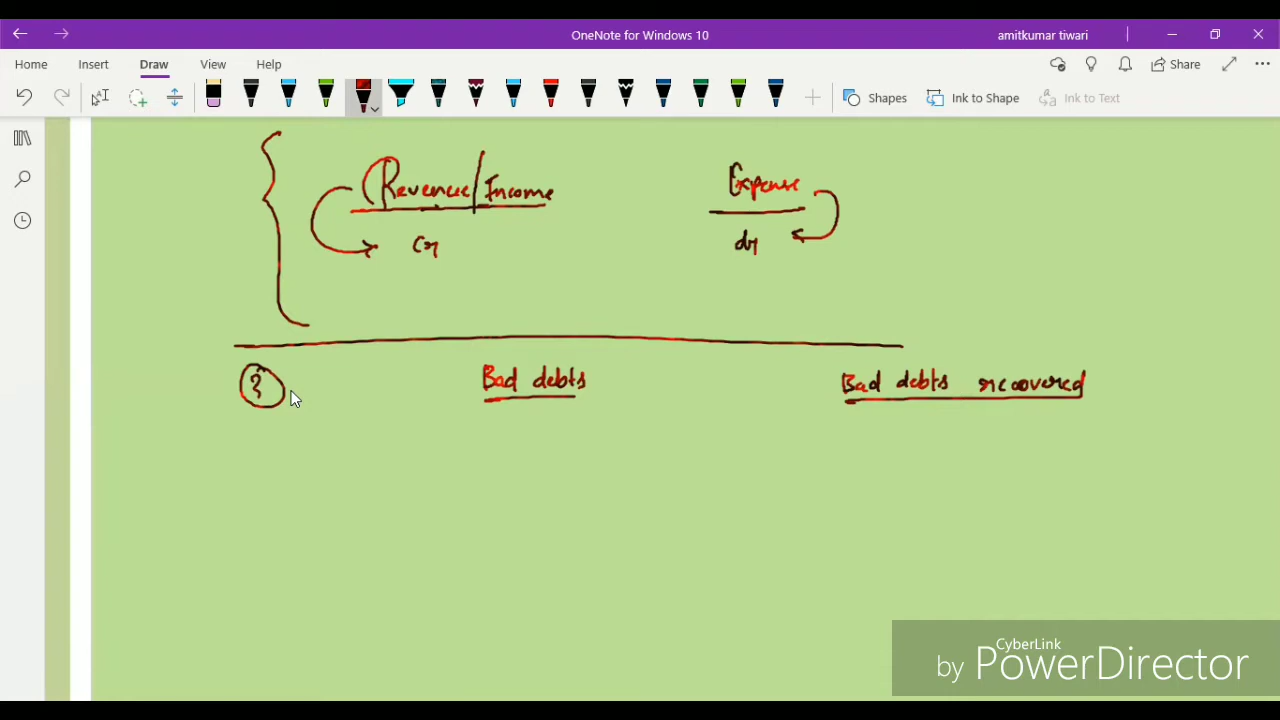 OneNote for Windows 10
amitkumar tiwari
Home Insert Draw View Help
Share
Shapes
Ink to Shape
Ink to Text
Revenue/Income Expense
Cr dr
Bad debts Bad debts recovered
CyberLink
by PowerDirector